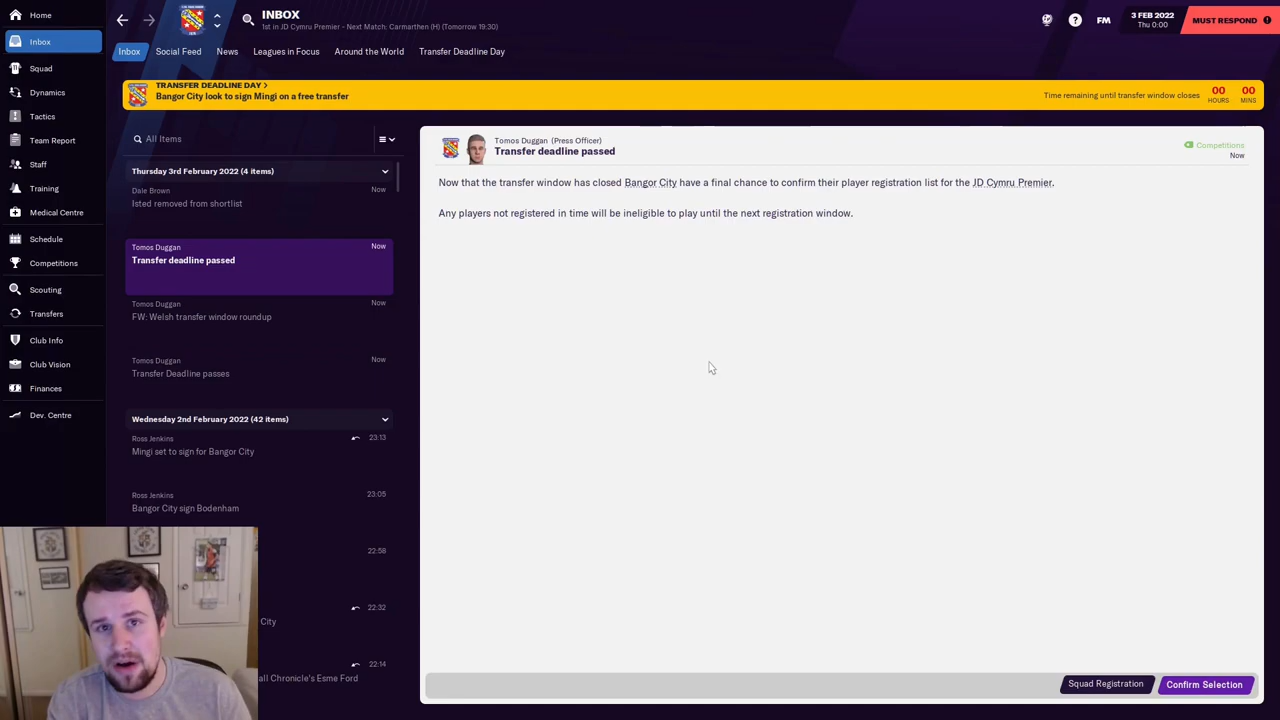 Home
Inbox
Squad
Dynamics
Tactics
Team Report
Staff
Training
Medical Centre
Schedule
Competitions
Scouting
Transfers
Club Info
Club Vision
Finances
Dev. Centre
INBOX
1st in JD Cymru Premier - Next Match: Carmarthen (H) (Tomorrow 19:30)
?
FM
3 FEB 2022
Thu 0:00
MUST RESPOND
Inbox
Social Feed
News
Leagues in Focus
Around the World
Transfer Deadline Day
TRANSFER DEADLINE DAY >
Bangor City look to sign Mingi on a free transfer
Time remaining until transfer window closes
00 HOURS
00 MINS
All Items
Thursday 3rd February 2022 (4 items)
Dale Brown Now
Isted removed from shortlist
Tomos Duggan Now
Transfer deadline passed
Tomos Duggan Now
FW: Welsh transfer window roundup
Tomos Duggan Now
Transfer Deadline passes
Wednesday 2nd February 2022 (42 items)
Ross Jenkins 23:13
Mingi set to sign for Bangor City
Ross Jenkins 23:05
Bangor City sign Bodenham
22:58
22:32
City
22:14
all Chronicle's Esme Ford
Tomos Duggan (Press Officer)
Transfer deadline passed
Competitions
Now
Now that the transfer window has closed Bangor City have a final chance to confirm their player registration list for the JD Cymru Premier.
Any players not registered in time will be ineligible to play until the next registration window.
Squad Registration
Confirm Selection